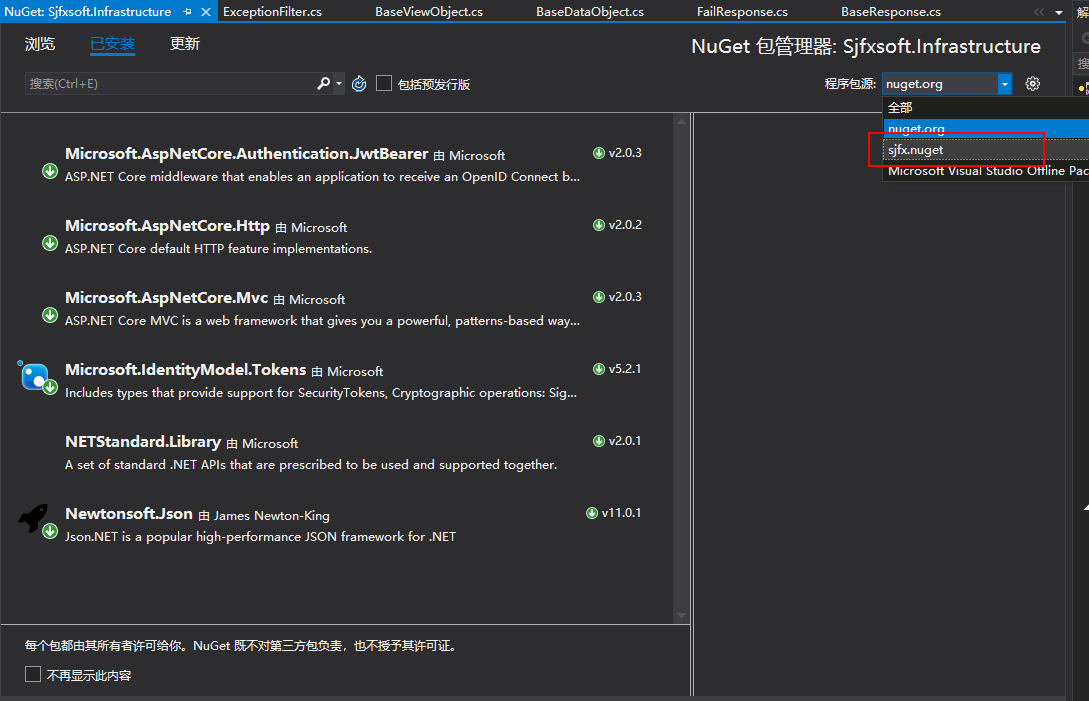 NuGet: Sjfxsoft.Infrastructure ExceptionFilter.cs BaseViewObject.cs BaseDataObject.cs FailResponse.cs BaseResponse.cs
浏览 已安装 更新
NuGet 包管理器: Sjfxsoft.Infrastructure
搜索(Ctrl+E) 包括预发行版
程序包源: nuget.org
全部
nuget.org
sjfx.nuget
Microsoft Visual Studio Offline Pac
Microsoft.AspNetCore.Authentication.JwtBearer 由 Microsoft v2.0.3
ASP.NET Core middleware that enables an application to receive an OpenID Connect b...
Microsoft.AspNetCore.Http 由 Microsoft v2.0.2
ASP.NET Core default HTTP feature implementations.
Microsoft.AspNetCore.Mvc 由 Microsoft v2.0.3
ASP.NET Core MVC is a web framework that gives you a powerful, patterns-based way...
Microsoft.IdentityModel.Tokens 由 Microsoft v5.2.1
Includes types that provide support for SecurityTokens, Cryptographic operations: Sig...
NETStandard.Library 由 Microsoft v2.0.1
A set of standard .NET APIs that are prescribed to be used and supported together.
Newtonsoft.Json 由 James Newton-King v11.0.1
Json.NET is a popular high-performance JSON framework for .NET
每个包都由其所有者许可给你。NuGet 既不对第三方包负责，也不授予其许可证。
不再显示此内容